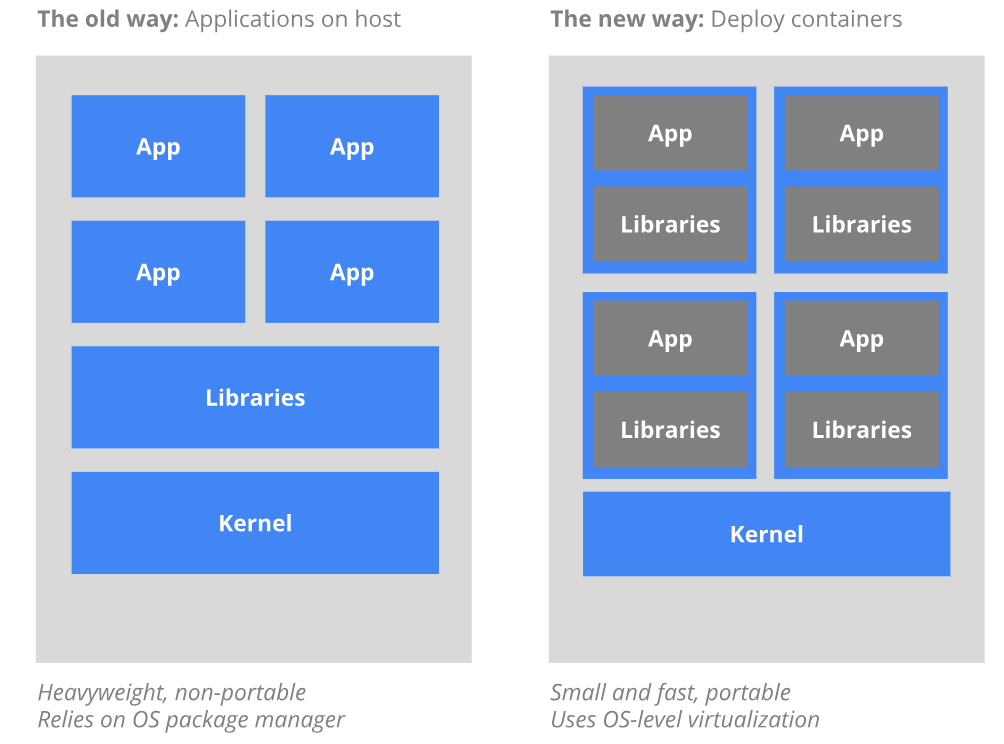 The old way: Applications on host
App
App
App
App
Libraries
Kernel
Heavyweight, non-portable
Relies on OS package manager
The new way: Deploy containers
App
App
Libraries
Libraries
App
App
Libraries
Libraries
Kernel
Small and fast, portable
Uses OS-level virtualization